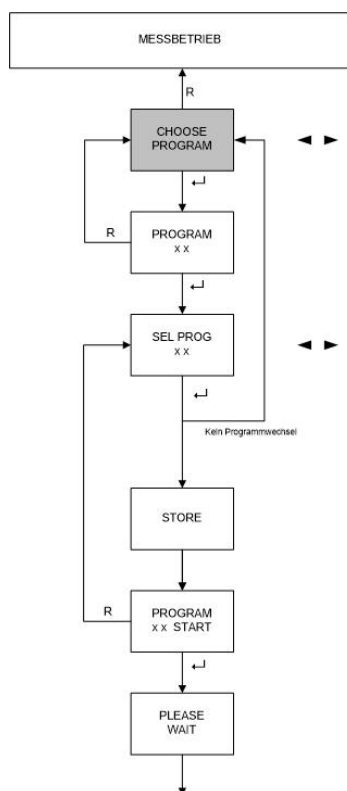 MESSBETRIEB
R
CHOOSE
PROGRAM
R
PROGRAM
x x
SEL PROG
x x
Kein Programmwechsel
STORE
R
PROGRAM
x x START
PLEASE
WAIT